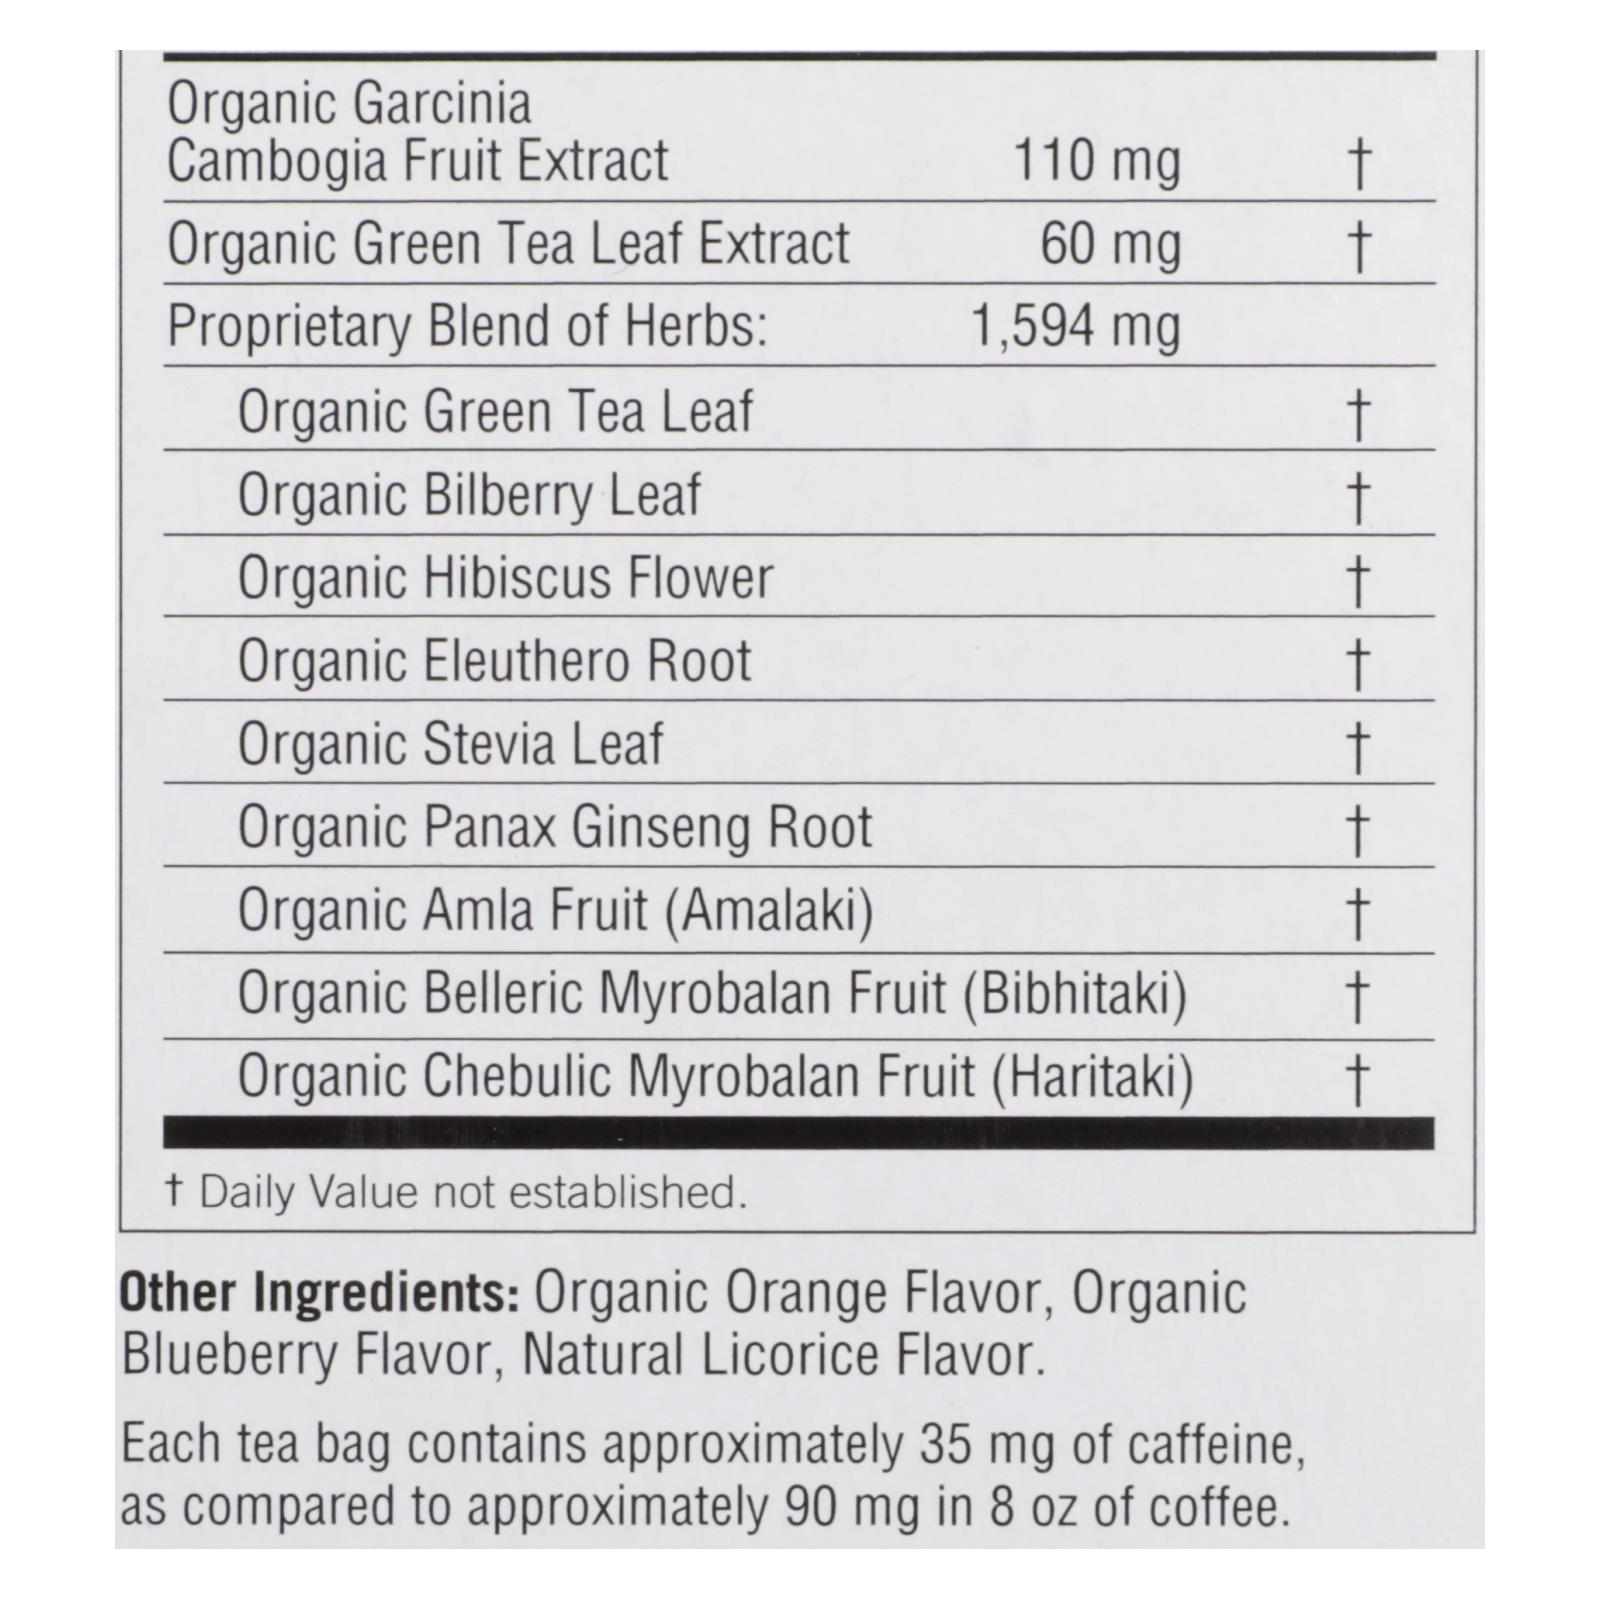 Organic Garcinia
Cambogia Fruit Extract 110 mg †
Organic Green Tea Leaf Extract 60 mg †
Proprietary Blend of Herbs: 1,594 mg
Organic Green Tea Leaf †
Organic Bilberry Leaf †
Organic Hibiscus Flower †
Organic Eleuthero Root †
Organic Stevia Leaf †
Organic Panax Ginseng Root †
Organic Amla Fruit (Amalaki) †
Organic Belleric Myrobalan Fruit (Bibhitaki) †
Organic Chebulic Myrobalan Fruit (Haritaki) †
† Daily Value not established.
Other Ingredients: Organic Orange Flavor, Organic
Blueberry Flavor, Natural Licorice Flavor.
Each tea bag contains approximately 35 mg of caffeine,
as compared to approximately 90 mg in 8 oz of coffee.